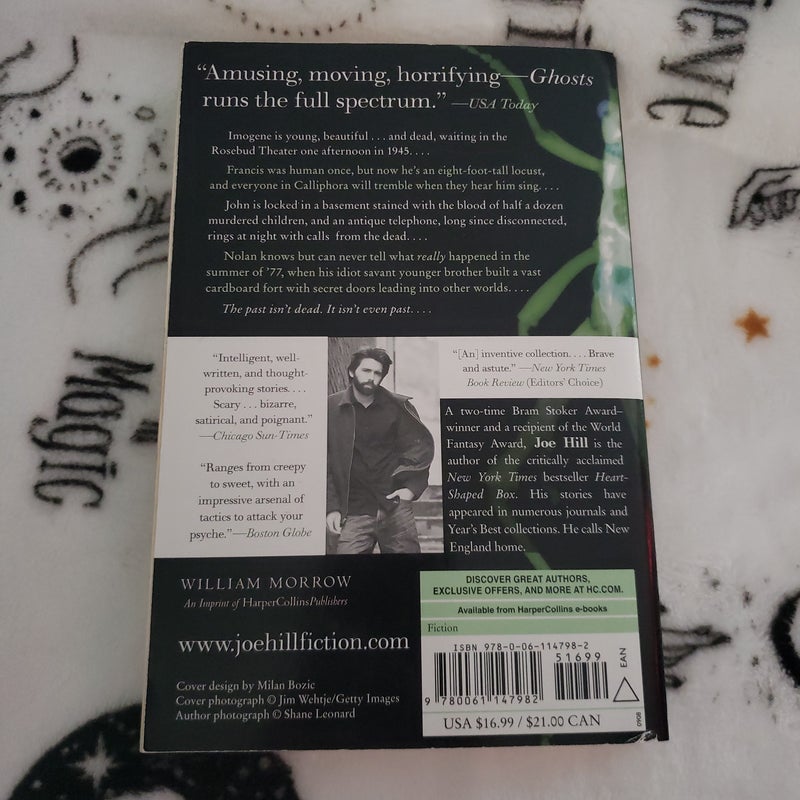 “Amusing, moving, horrifying—Ghosts
runs the full spectrum.” —USA Today
Imogene is young, beautiful . . . and dead, waiting in the
Rosebud Theater one afternoon in 1945. . . .
Francis was human once, but now he’s an eight-foot-tall locust,
and everyone in Calliphora will tremble when they hear him sing. . . .
John is locked in a basement stained with the blood of half a dozen
murdered children, and an antique telephone, long since disconnected,
rings at night with calls from the dead. . . .
Nolan knows but can never tell what really happened in the
summer of ’77, when his idiot savant younger brother built a vast
cardboard fort with secret doors leading into other worlds. . . .
The past isn’t dead. It isn’t even past. . . .
“Intelligent, well-
written, and thought-
provoking stories. . . .
Scary . . . bizarre,
satirical, and poignant.”
—Chicago Sun-Times
“Ranges from creepy
to sweet, with an
impressive arsenal of
tactics to attack your
psyche.”—Boston Globe
“[An] inventive collection. . . . Brave
and astute.” —New York Times
Book Review (Editors’ Choice)
A two-time Bram Stoker Award–
winner and a recipient of the World
Fantasy Award, Joe Hill is the
author of the critically acclaimed
New York Times bestseller Heart-
Shaped Box. His stories have
appeared in numerous journals and
Year’s Best collections. He calls New
England home.
WILLIAM MORROW
An Imprint of HarperCollinsPublishers
www.joehillfiction.com
Cover design by Milan Bozic
Cover photograph © Jim Wehtje/Getty Images
Author photograph © Shane Leonard
DISCOVER GREAT AUTHORS,
EXCLUSIVE OFFERS, AND MORE AT HC.COM.
Available from HarperCollins e-books
Fiction
ISBN 978-0-06-114798-2
51699
EAN
9 780061 147982
USA $16.99 / $21.00 CAN
0908
Magic